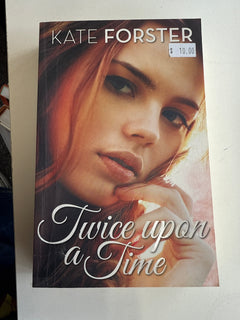 KATE FORSTER
$ 10.00
Twice upon
a Time